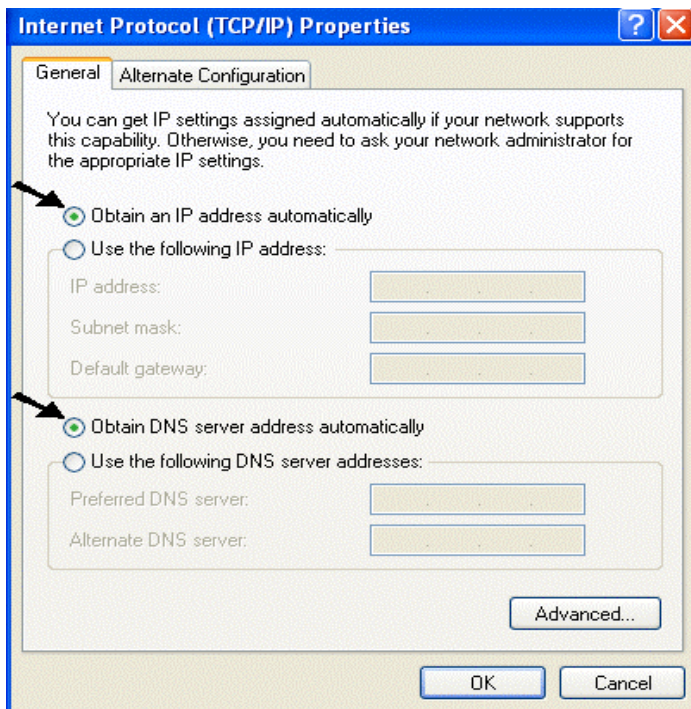 Internet Protocol (TCP/IP) Properties
General
Alternate Configuration
You can get IP settings assigned automatically if your network supports
this capability. Otherwise, you need to ask your network administrator for
the appropriate IP settings.
Obtain an IP address automatically
Use the following IP address:
IP address:
Subnet mask:
Default gateway:
Obtain DNS server address automatically
Use the following DNS server addresses:
Preferred DNS server:
Alternate DNS server:
Advanced...
OK
Cancel